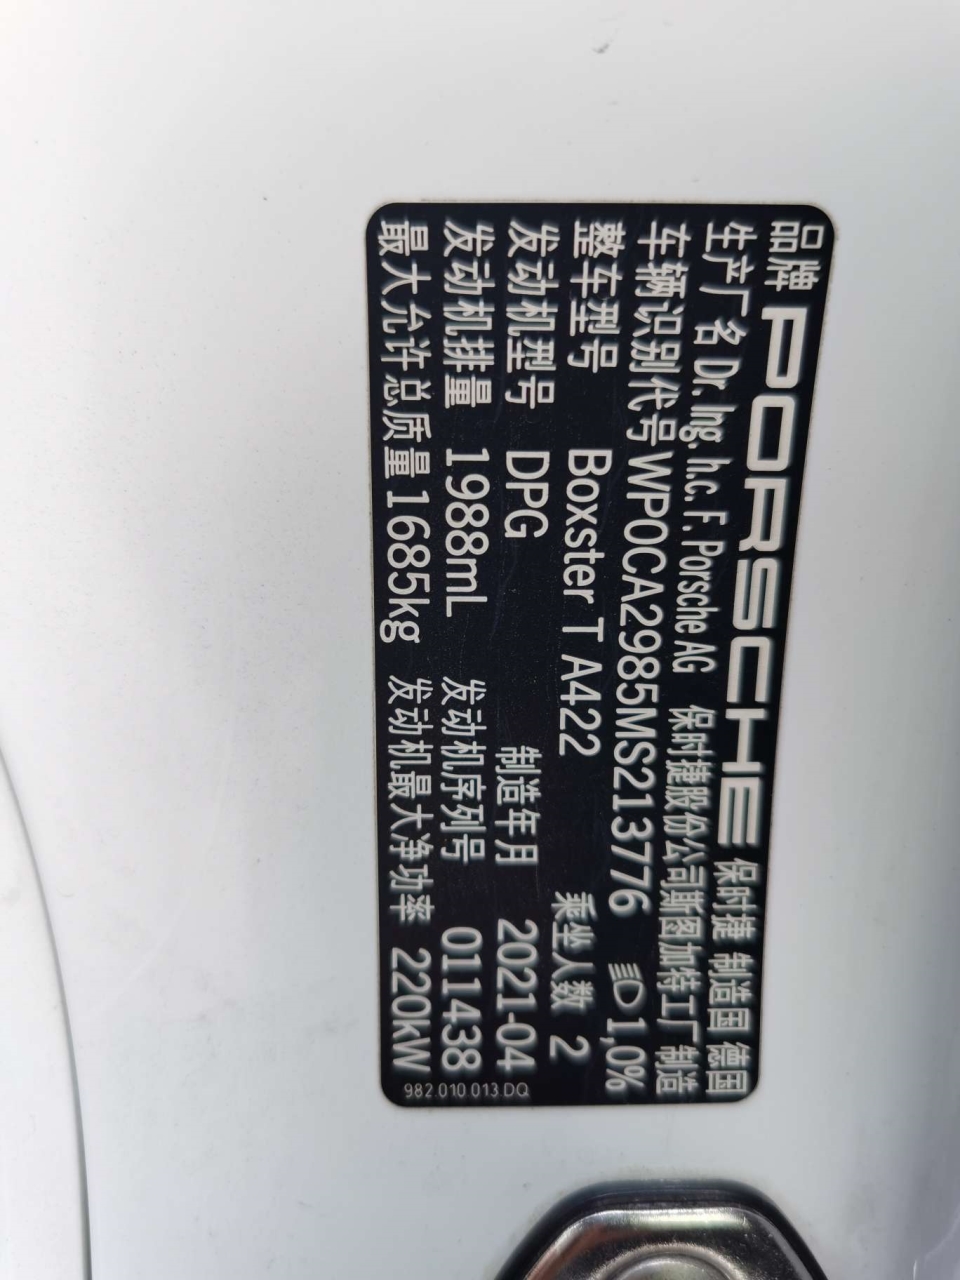 品牌 PORSCHE 保时捷 制造国 德国
生产厂名 Dr. Ing. h.c. F. Porsche AG 保时捷股份公司斯图加特工厂制造
车辆识别代号 WP0CA2985MS213776 1,0%
整车型号 Boxster T A422 乘坐人数 2
发动机型号 DPG 制造年月 2021-04
发动机排量 1988mL 发动机序列号 011438
最大允许总质量 1685kg 发动机最大净功率 220kW
982.010.013.DQ